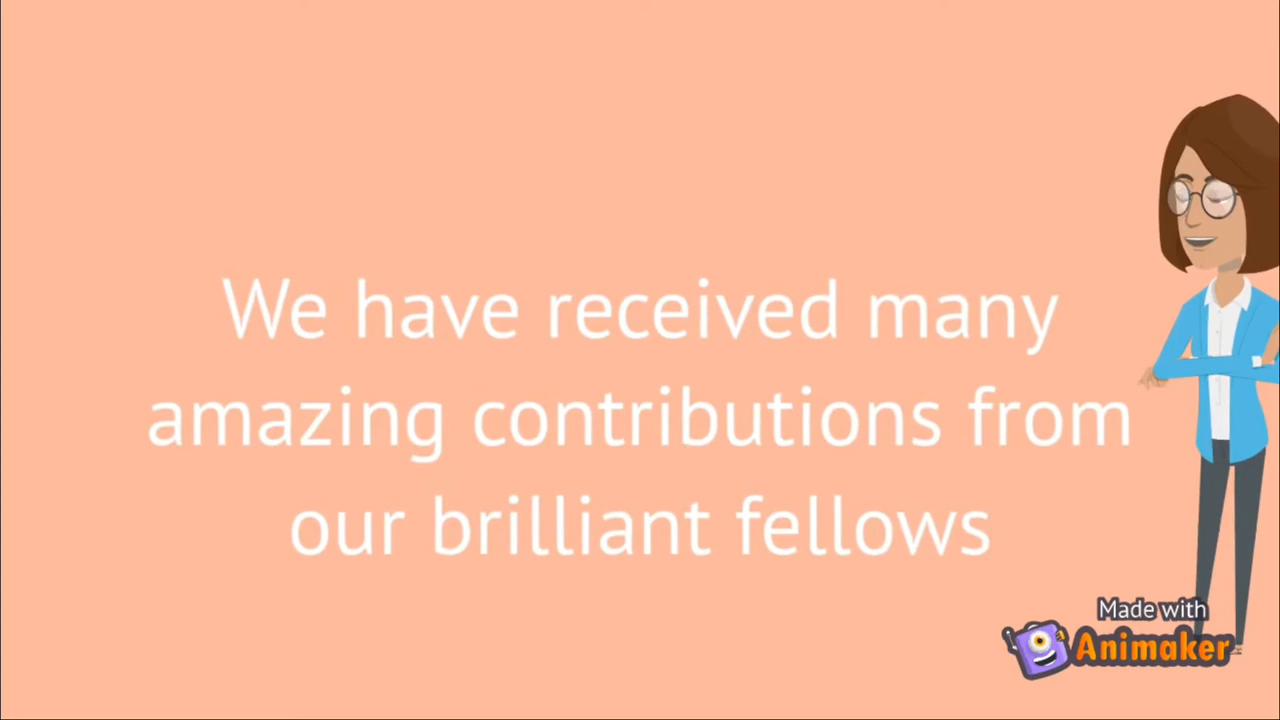 We have received many
amazing contributions from
our brilliant fellows
Made with
Animaker